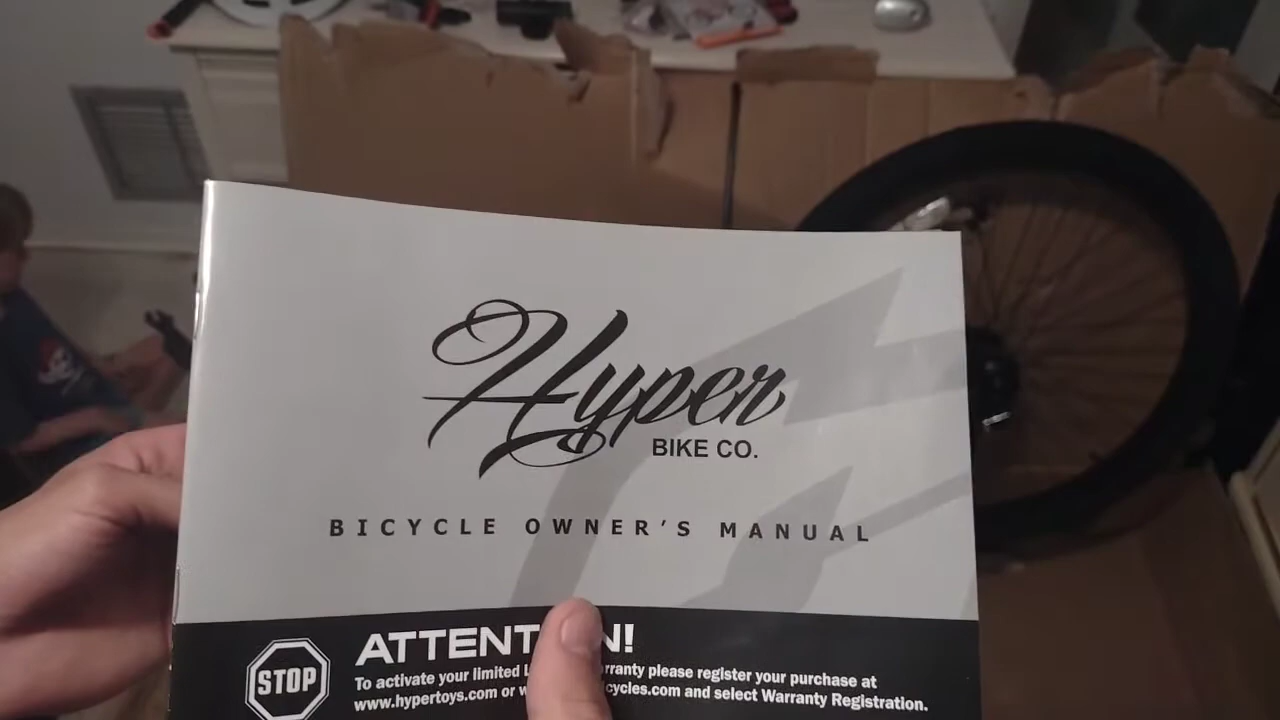 Hyper
BIKE CO.
BICYCLE OWNER'S MANUAL
STOP
ATTENT N!
To activate your limited rranty please register your purchase at
www.hypertoys.com or cycles.com and select Warranty Registration.